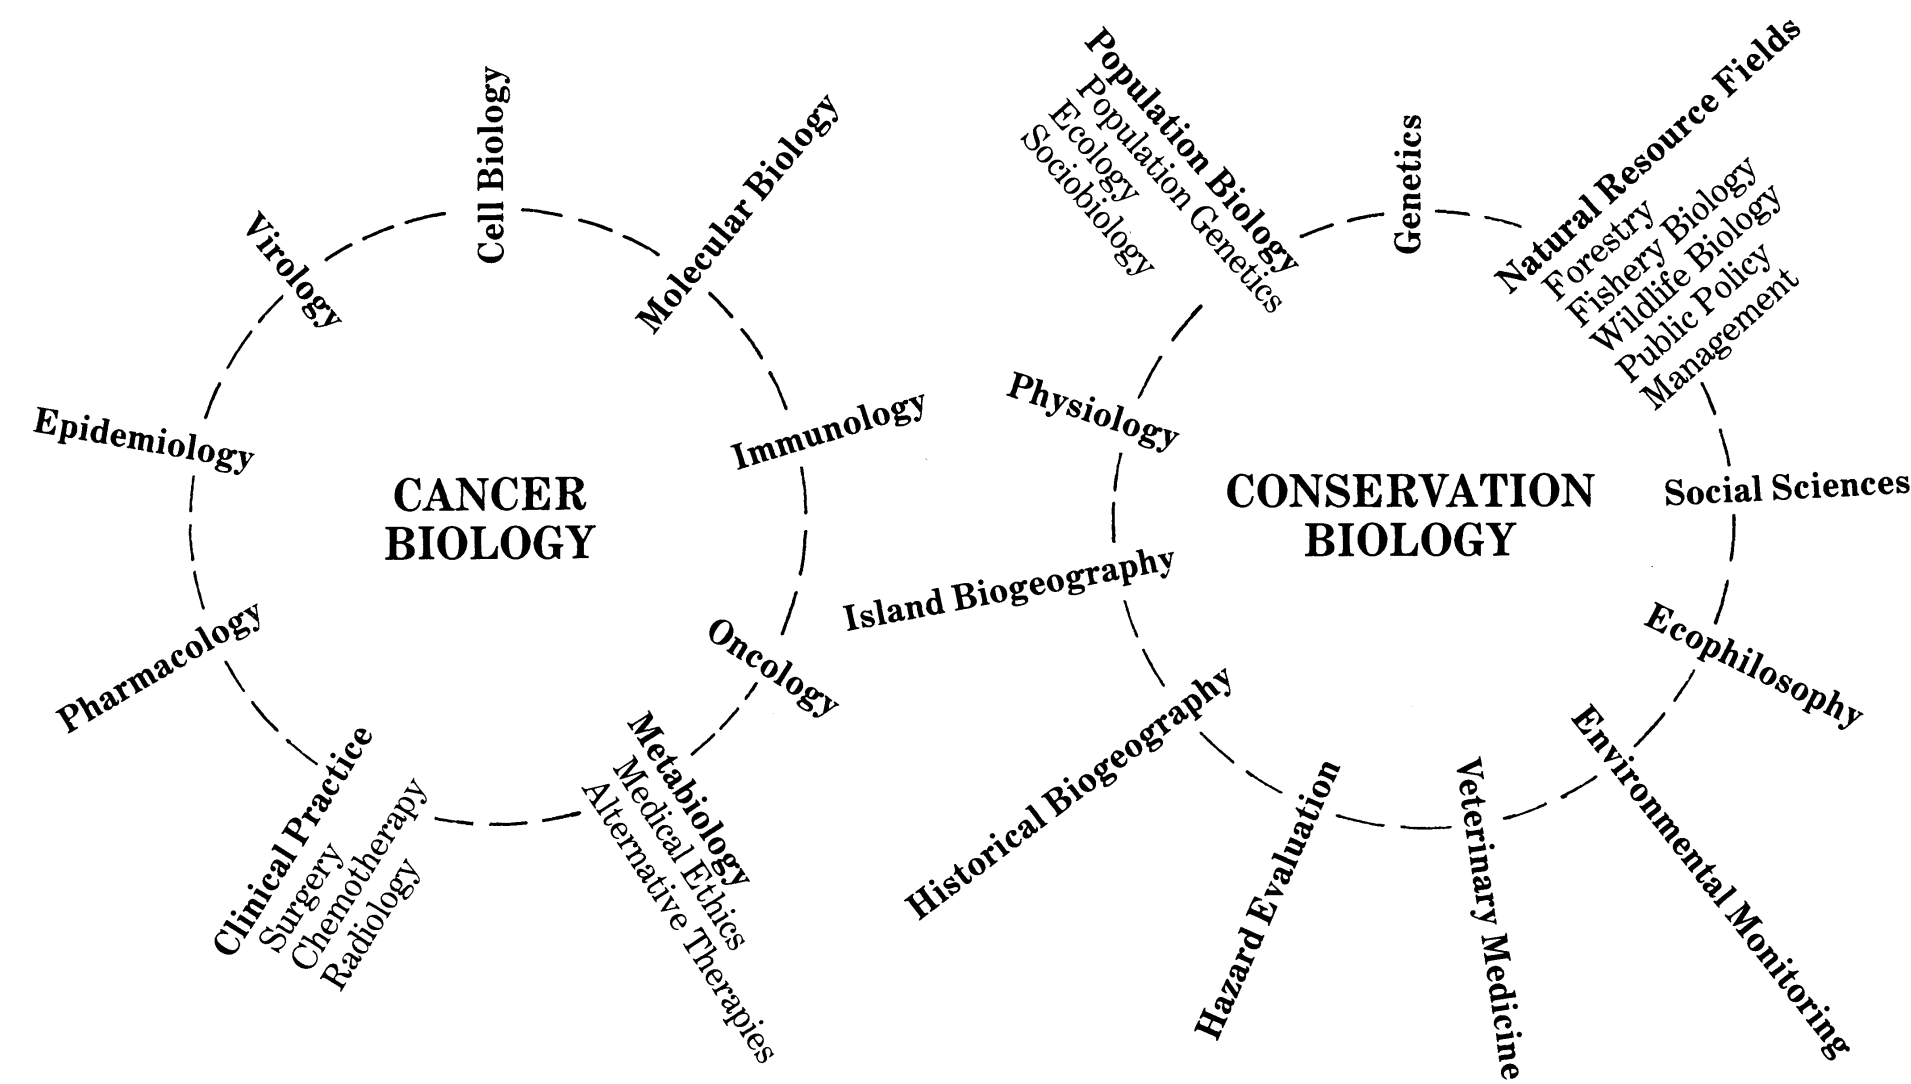 Cell Biology
Molecular Biology
Immunology
Oncology
Metabiology
Medical Ethics
Alternative Therapies
Clinical Practice
Surgery
Chemotherapy
Radiology
Pharmacology
Epidemiology
Virology
CANCER
BIOLOGY
Population Biology
Population Genetics
Ecology
Sociobiology
Genetics
Natural Resource Fields
Forestry
Fishery Biology
Wildlife Biology
Public Policy
Management
Social Sciences
Ecophilosophy
Environmental Monitoring
Veterinary Medicine
Hazard Evaluation
Historical Biogeography
Island Biogeography
Physiology
CONSERVATION
BIOLOGY